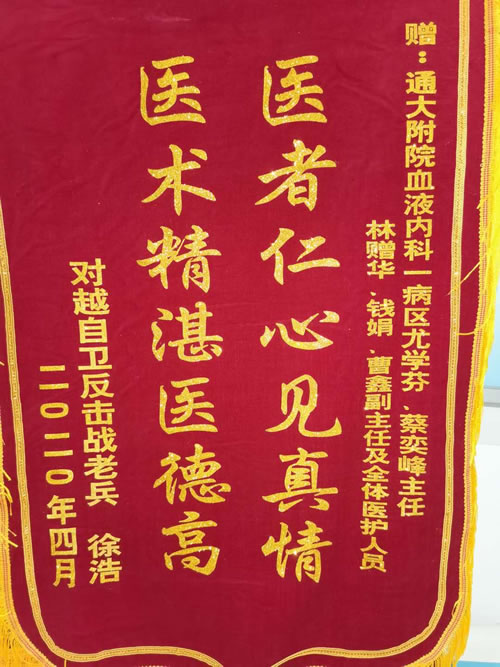 赠：通大附院血液内科一病区尤学芬、蔡奕峰主任
林赠华、钱娟、曹鑫副主任及全体医护人员
医者仁心见真情
医术精湛医德高
对越自卫反击战老兵 徐浩
二〇二〇年四月